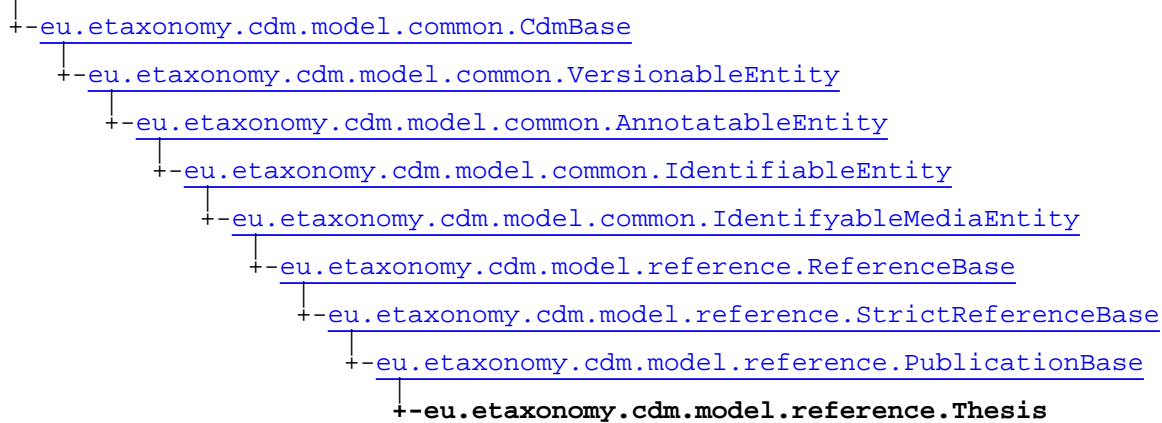 +-eu.etaxonomy.cdm.model.common.CdmBase
+-eu.etaxonomy.cdm.model.common.VersionableEntity
+-eu.etaxonomy.cdm.model.common.AnnotatableEntity
+-eu.etaxonomy.cdm.model.common.IdentifiableEntity
+-eu.etaxonomy.cdm.model.common.IdentifyableMediaEntity
+-eu.etaxonomy.cdm.model.reference.ReferenceBase
+-eu.etaxonomy.cdm.model.reference.StrictReferenceBase
+-eu.etaxonomy.cdm.model.reference.PublicationBase
+-eu.etaxonomy.cdm.model.reference.Thesis